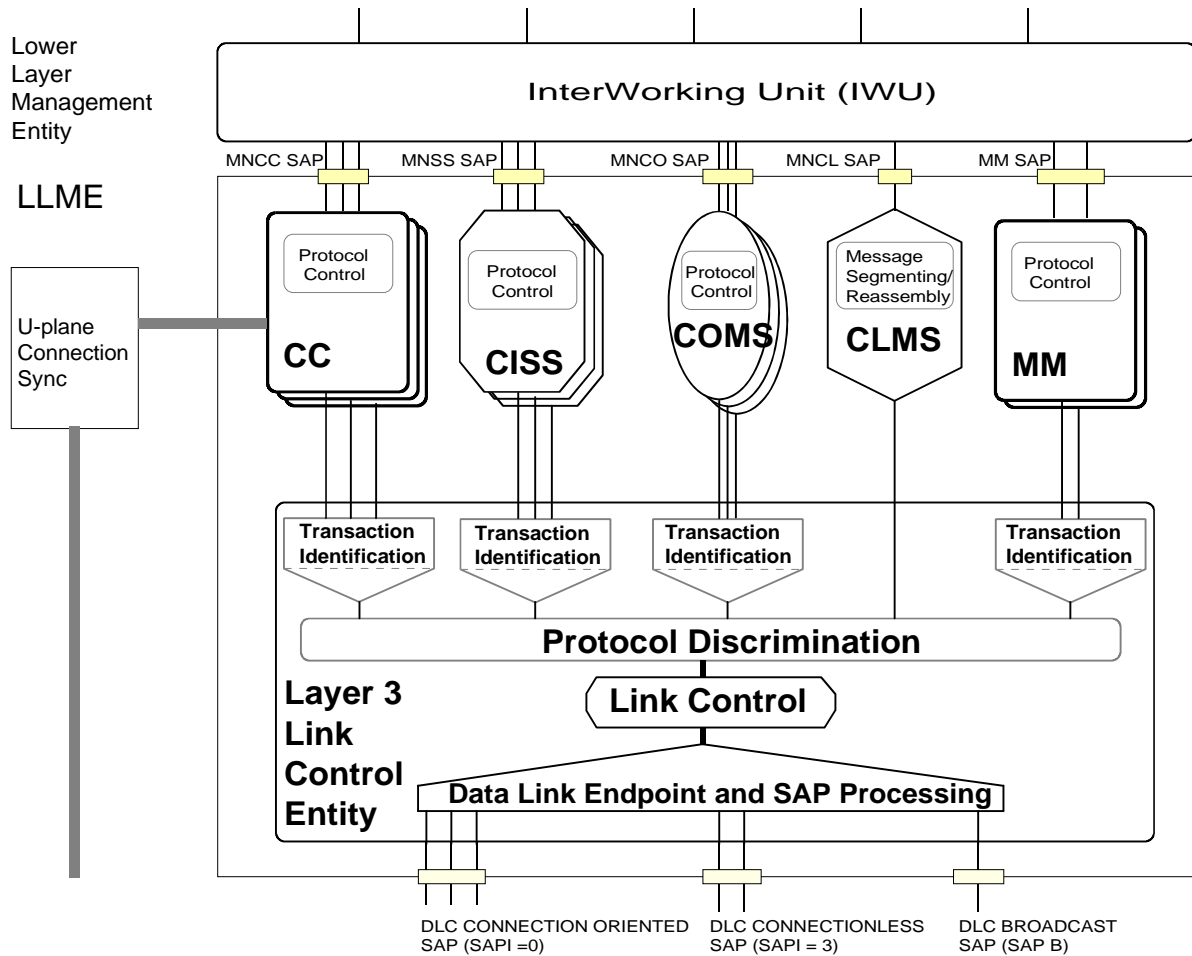 Lower
Layer
Management
Entity
LLME
InterWorking Unit (IWU)
MNCC SAP
MNSS SAP
MNCO SAP
MNCL SAP
MM SAP
Protocol
Control
CC
Protocol
Control
CISS
Protocol
Control
COMS
Message
Segmenting/
Reassembly
CLMS
Protocol
Control
MM
U-plane
Connection
Sync
Transaction
Identification
Transaction
Identification
Transaction
Identification
Transaction
Identification
Protocol Discrimination
Link Control
Layer 3
Link
Control
Entity
Data Link Endpoint and SAP Processing
DLC CONNECTION ORIENTED
SAP (SAPI =0)
DLC CONNECTIONLESS
SAP (SAPI = 3)
DLC BROADCAST
SAP (SAP B)